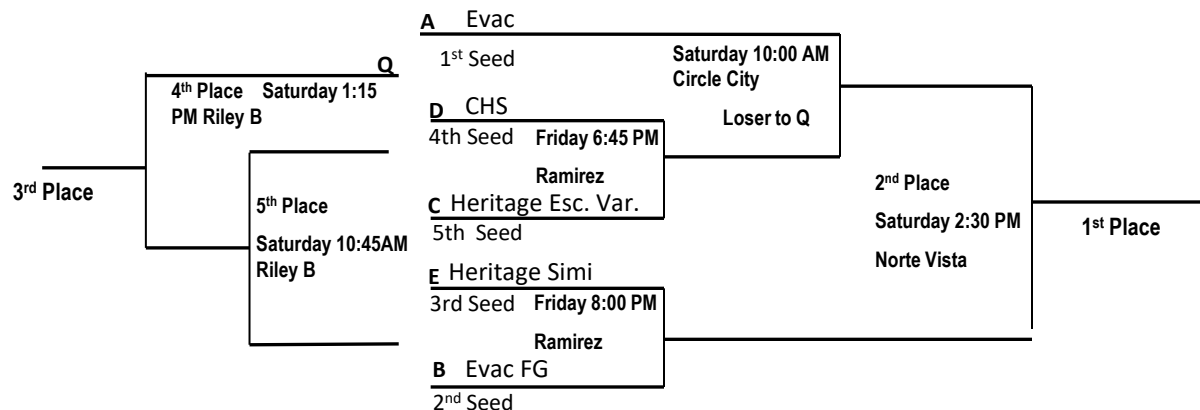 A Evac
1st Seed
Saturday 10:00 AM
Circle City
Loser to Q
Q
4th Place Saturday 1:15
PM Riley B
D CHS
4th Seed
Friday 6:45 PM
Ramirez
C Heritage Esc. Var.
5th Seed
3rd Place
5th Place
Saturday 10:45AM
Riley B
2nd Place
Saturday 2:30 PM
Norte Vista
1st Place
E Heritage Simi
3rd Seed
Friday 8:00 PM
Ramirez
B Evac FG
2nd Seed